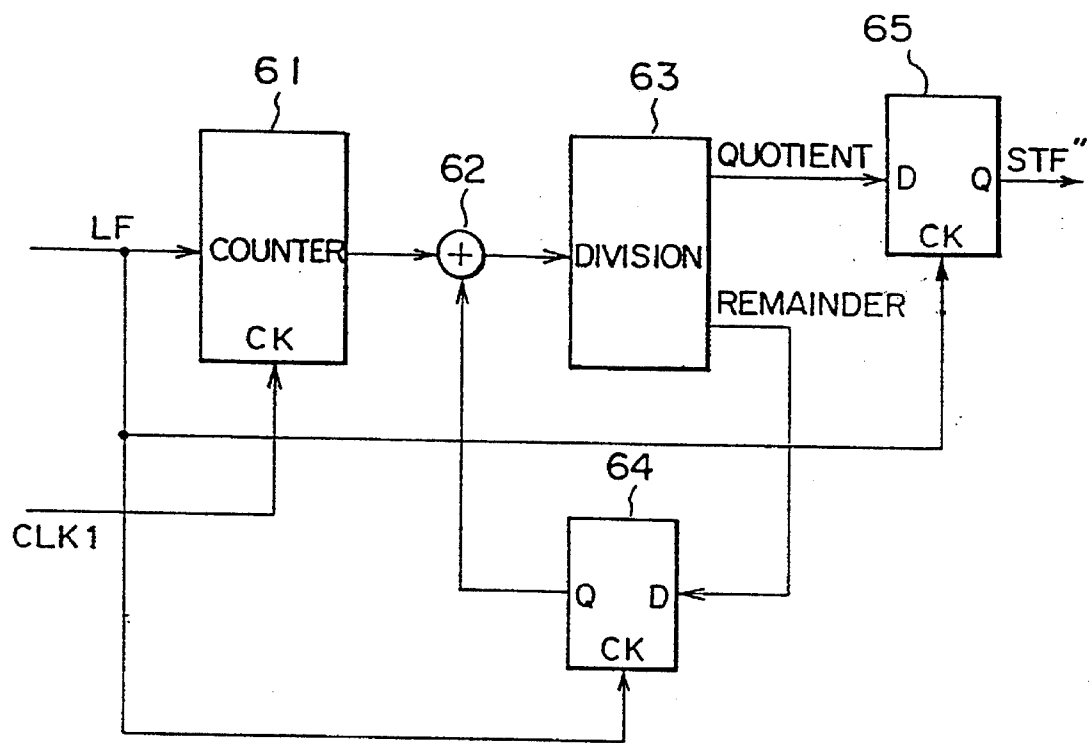 65
61
63
62
QUOTIENT
D Q
STF"
CK
LF
COUNTER
+
DIVISION
CK
REMAINDER
64
CLK1
Q D
CK